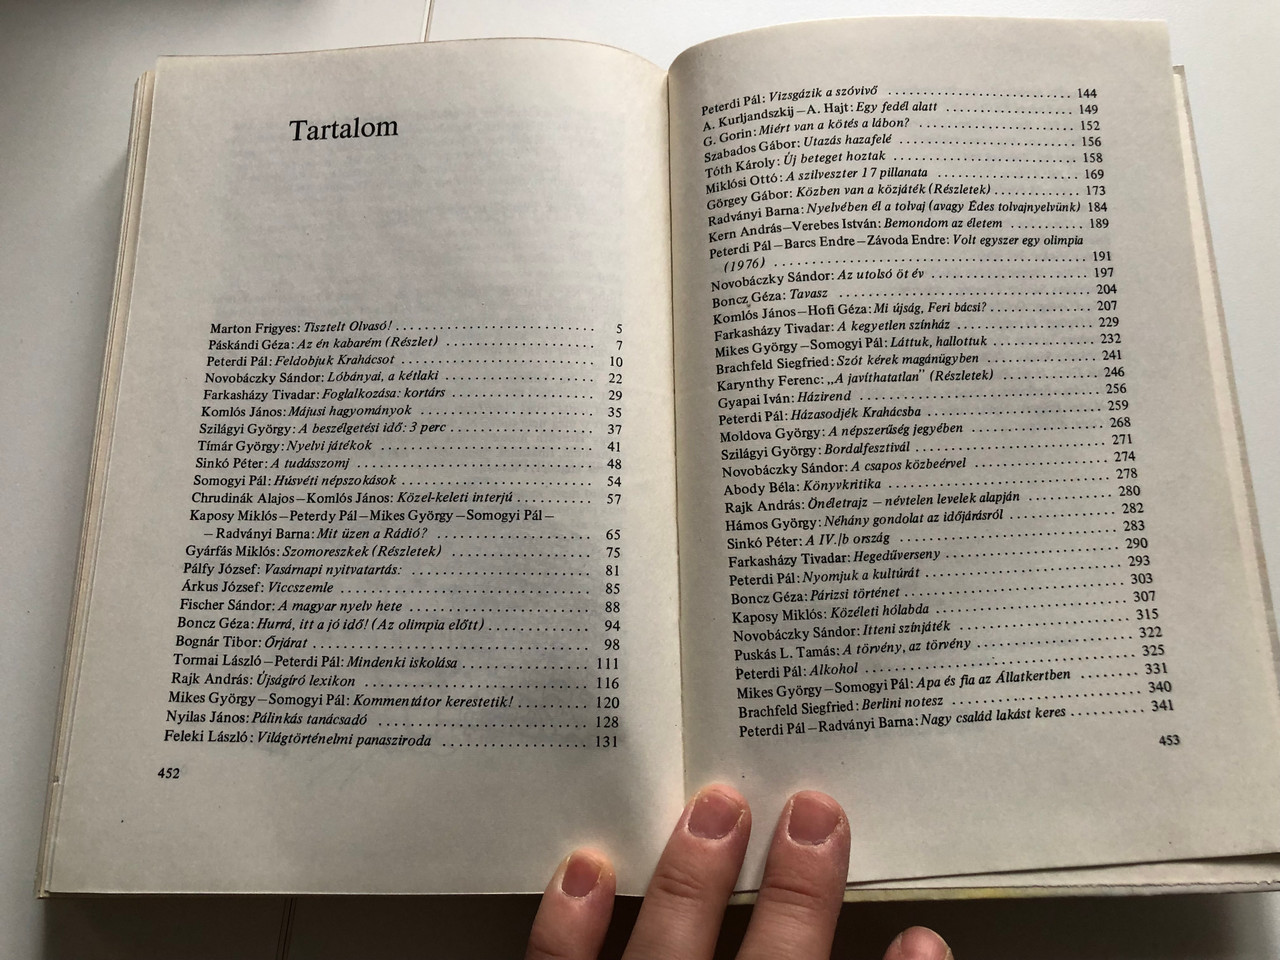 Tartalom
Marton Frigyes: Tisztelt Olvasó! . . . . . . . . . . . . . . . . . . . . . . . . 5
Páskándi Géza: Az én kabarém (Részlet) . . . . . . . . . . . . . . . . . . 7
Peterdi Pál: Feldobjuk Krahácsot . . . . . . . . . . . . . . . . . . . . . . . 10
Novobáczky Sándor: Lóbányai, a kétlaki . . . . . . . . . . . . . . . . . . 22
Farkasházy Tivadar: Foglalkozása: kortárs . . . . . . . . . . . . . . . . . 29
Komlós János: Májusi hagyományok . . . . . . . . . . . . . . . . . . . . 35
Szilágyi György: A beszélgetési idő: 3 perc . . . . . . . . . . . . . . . . . 37
Tímár György: Nyelvi játékok . . . . . . . . . . . . . . . . . . . . . . . . . 41
Sinkó Péter: A tudásszomj . . . . . . . . . . . . . . . . . . . . . . . . . . . 48
Somogyi Pál: Húsvéti népszokások . . . . . . . . . . . . . . . . . . . . . . 54
Chrudinák Alajos—Komlós János: Közel-keleti interjú . . . . . . . . . . 57
Kaposy Miklós—Peterdy Pál—Mikes György—Somogyi Pál—
—Radványi Barna: Mit üzen a Rádió? . . . . . . . . . . . . . . . . . . . 65
Gyárfás Miklós: Szomoreszkek (Részletek) . . . . . . . . . . . . . . . . . 75
Pálfy József: Vasárnapi nyitvatartás: . . . . . . . . . . . . . . . . . . . . . 81
Árkus József: Viccszemle . . . . . . . . . . . . . . . . . . . . . . . . . . . . 85
Fischer Sándor: A magyar nyelv hete . . . . . . . . . . . . . . . . . . . . . 88
Boncz Géza: Hurrá, itt a jó idő! (Az olimpia előtt) . . . . . . . . . . . . . 94
Bognár Tibor: Őrjárat . . . . . . . . . . . . . . . . . . . . . . . . . . . . . . 98
Tormai László—Peterdi Pál: Mindenki iskolása . . . . . . . . . . . . . . . 111
Rajk András: Újságíró lexikon . . . . . . . . . . . . . . . . . . . . . . . . . 116
Mikes György—Somogyi Pál: Kommentátor kerestetik! . . . . . . . . . . 120
Nyilas János: Pálinkás tanácsadó . . . . . . . . . . . . . . . . . . . . . . . 128
Feleki László: Világtörténelmi panasziroda . . . . . . . . . . . . . . . . . 131
452
Peterdi Pál: Vizsgázik a szóvivő . . . . . . . . . . . . . . . . . . . . . . . . 144
A. Kurljandszkij—A. Hajt: Egy fedél alatt . . . . . . . . . . . . . . . . . . 149
G. Gorin: Miért van a kötés a lábon? . . . . . . . . . . . . . . . . . . . . . 152
Szabados Gábor: Utazás hazafelé . . . . . . . . . . . . . . . . . . . . . . . 156
Tóth Károly: Új beteget hoztak . . . . . . . . . . . . . . . . . . . . . . . . 158
Miklósi Ottó: A szilveszter 17 pillanata . . . . . . . . . . . . . . . . . . . 169
Görgey Gábor: Közben van a közjáték (Részletek) . . . . . . . . . . . . . 173
Radványi Barna: Nyelvében él a tolvaj (avagy Édes tolvajnyelvünk) 184
Kern András—Verebes István: Bemondom az életem . . . . . . . . . . . . 189
Peterdi Pál—Barcs Endre—Závoda Endre: Volt egyszer egy olimpia
(1976) . . . . . . . . . . . . . . . . . . . . . . . . . . . . . . . . . . . . . . 191
Novobáczky Sándor: Az utolsó öt év . . . . . . . . . . . . . . . . . . . . . 197
Boncz Géza: Tavasz . . . . . . . . . . . . . . . . . . . . . . . . . . . . . . . 204
Komlós János—Hofi Géza: Mi újság, Feri bácsi? . . . . . . . . . . . . . . 207
Farkasházy Tivadar: A kegyetlen színház . . . . . . . . . . . . . . . . . . 229
Mikes György—Somogyi Pál: Láttuk, hallottuk . . . . . . . . . . . . . . . 232
Brachfeld Siegfried: Szót kérek magánügyben . . . . . . . . . . . . . . . 241
Karynthy Ferenc: „A javíthatatlan” (Részletek) . . . . . . . . . . . . . . 246
Gyapai Iván: Házirend . . . . . . . . . . . . . . . . . . . . . . . . . . . . . 256
Peterdi Pál: Házasodjék Krahácsba . . . . . . . . . . . . . . . . . . . . . . 259
Moldova György: A népszerűség jegyében . . . . . . . . . . . . . . . . . . 268
Szilágyi György: Bordalfesztivál . . . . . . . . . . . . . . . . . . . . . . . 271
Novobáczky Sándor: A csapos közbeérvel . . . . . . . . . . . . . . . . . . 274
Abody Béla: Könyvkritika . . . . . . . . . . . . . . . . . . . . . . . . . . . 278
Rajk András: Önéletrajz — névtelen levelek alapján . . . . . . . . . . . . 280
Hámos György: Néhány gondolat az időjárásról . . . . . . . . . . . . . . . 282
Sinkó Péter: A IV./b ország . . . . . . . . . . . . . . . . . . . . . . . . . . 283
Farkasházy Tivadar: Hegedűverseny . . . . . . . . . . . . . . . . . . . . . 290
Peterdi Pál: Nyomjuk a kultúrát . . . . . . . . . . . . . . . . . . . . . . . 293
Boncz Géza: Párizsi történet . . . . . . . . . . . . . . . . . . . . . . . . . . 303
Kaposy Miklós: Közéleti hólabda . . . . . . . . . . . . . . . . . . . . . . . 307
Novobáczky Sándor: Itteni színjáték . . . . . . . . . . . . . . . . . . . . . 315
Puskás L. Tamás: A törvény, az törvény . . . . . . . . . . . . . . . . . . . 322
Peterdi Pál: Alkohol . . . . . . . . . . . . . . . . . . . . . . . . . . . . . . . 325
Mikes György—Somogyi Pál: Apa és fia az Állatkertben . . . . . . . . . . 331
Brachfeld Siegfried: Berlini notesz . . . . . . . . . . . . . . . . . . . . . . 340
Peterdi Pál—Radványi Barna: Nagy család lakást keres . . . . . . . . . . 341
453